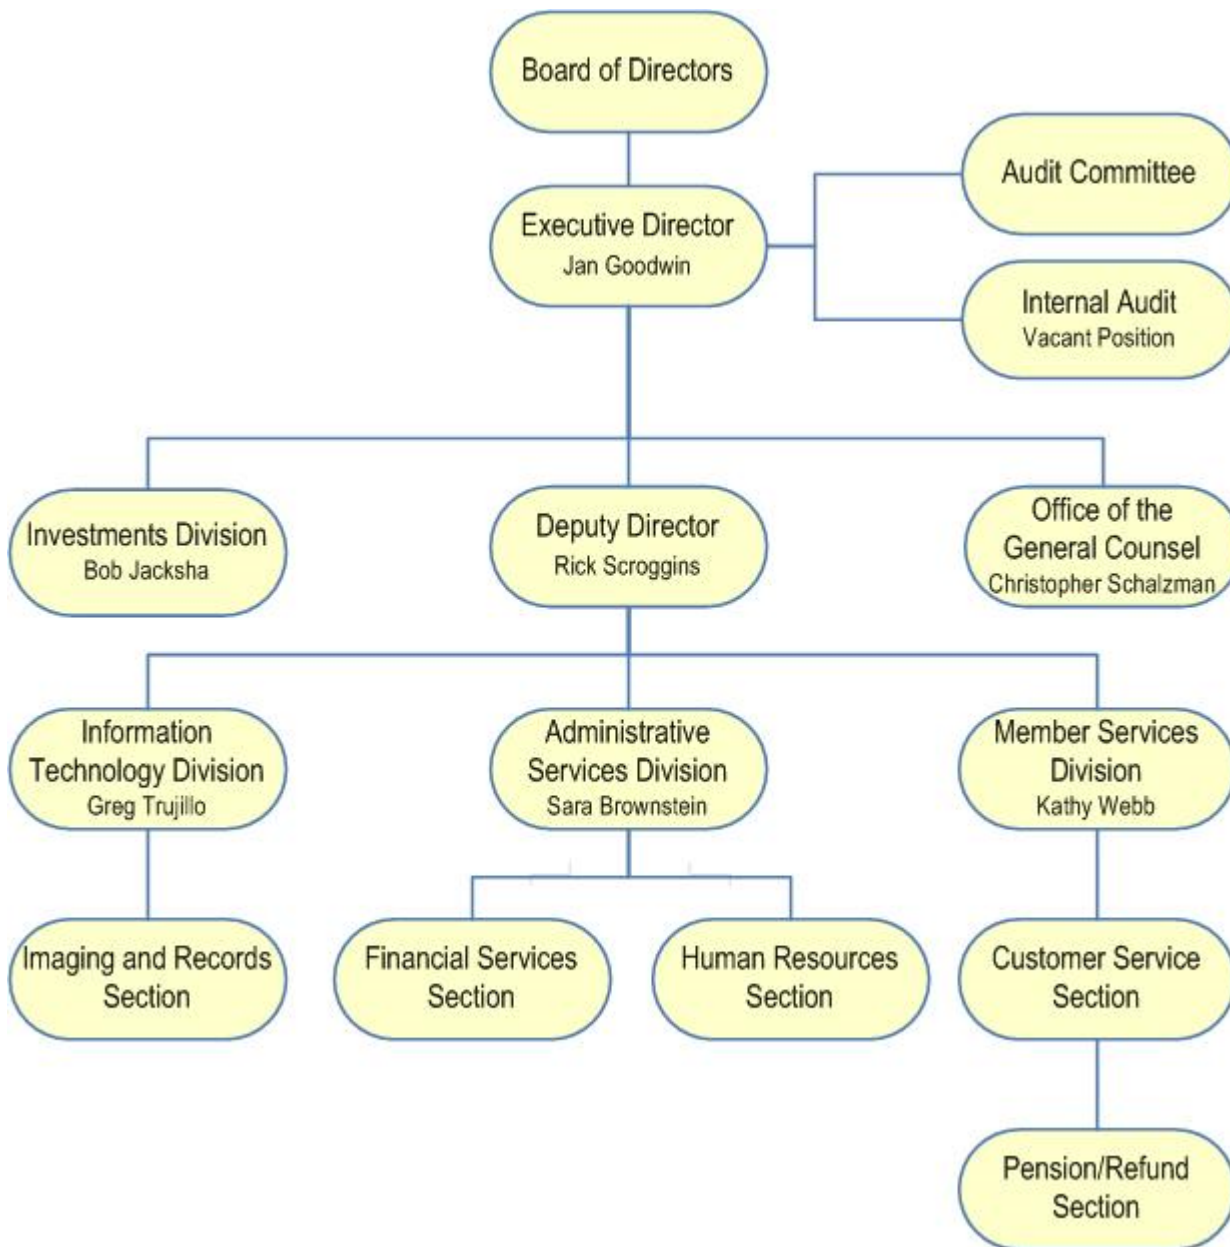 Board of Directors
Executive Director
Jan Goodwin
Audit Committee
Internal Audit
Vacant Position
Investments Division
Bob Jacksha
Deputy Director
Rick Scroggins
Office of the
General Counsel
Christopher Schalzman
Information
Technology Division
Greg Trujillo
Administrative
Services Division
Sara Brownstein
Member Services
Division
Kathy Webb
Imaging and Records
Section
Financial Services
Section
Human Resources
Section
Customer Service
Section
Pension/Refund
Section